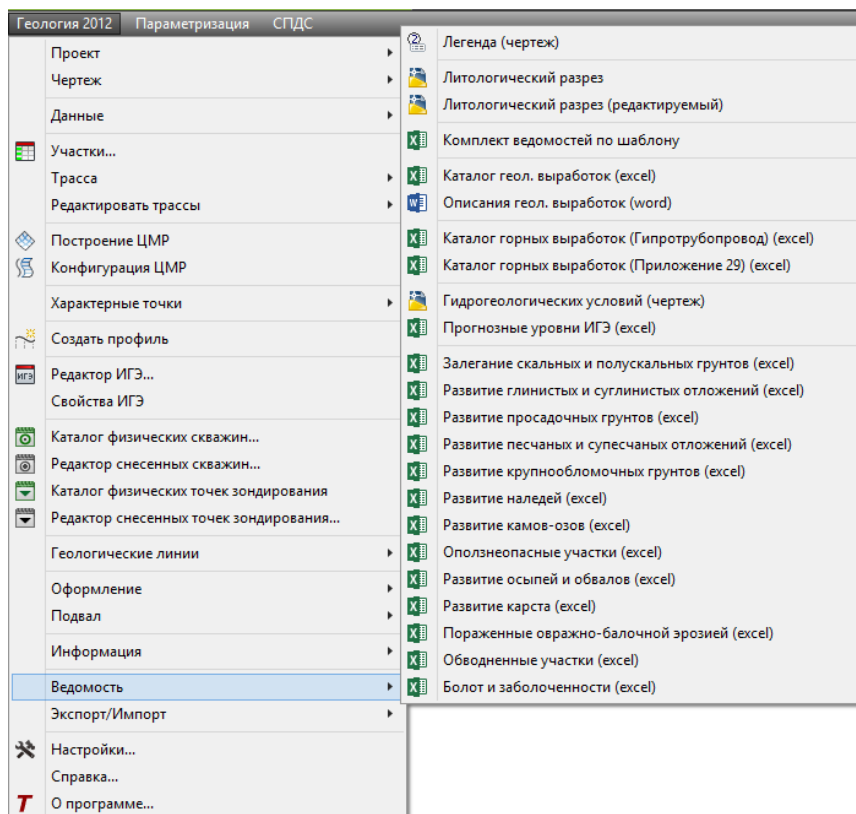 Геология 2012 Параметризация СПДС
Проект
Чертеж
Данные
Участки...
Трасса
Редактировать трассы
Построение ЦМР
Конфигурация ЦМР
Характерные точки
Создать профиль
ИГЭ Редактор ИГЭ...
Свойства ИГЭ
Каталог физических скважин...
Редактор снесенных скважин...
Каталог физических точек зондирования
Редактор снесенных точек зондирования...
Геологические линии
Оформление
Подвал
Информация
Ведомость
Экспорт/Импорт
Настройки...
Справка...
T О программе...
2 Легенда (чертеж)
Литологический разрез
Литологический разрез (редактируемый)
Комплект ведомостей по шаблону
Каталог геол. выработок (excel)
Описания геол. выработок (word)
Каталог горных выработок (Гипротрубопровод) (excel)
Каталог горных выработок (Приложение 29) (excel)
Гидрогеологических условий (чертеж)
Прогнозные уровни ИГЭ (excel)
Залегание скальных и полускальных грунтов (excel)
Развитие глинистых и суглинистых отложений (excel)
Развитие просадочных грунтов (excel)
Развитие песчаных и супесчаных отложений (excel)
Развитие крупнообломочных грунтов (excel)
Развитие наледей (excel)
Развитие камов-озов (excel)
Оползнеопасные участки (excel)
Развитие осыпей и обвалов (excel)
Развитие карста (excel)
Пораженные овражно-балочной эрозией (excel)
Обводненные участки (excel)
Болот и заболоченности (excel)